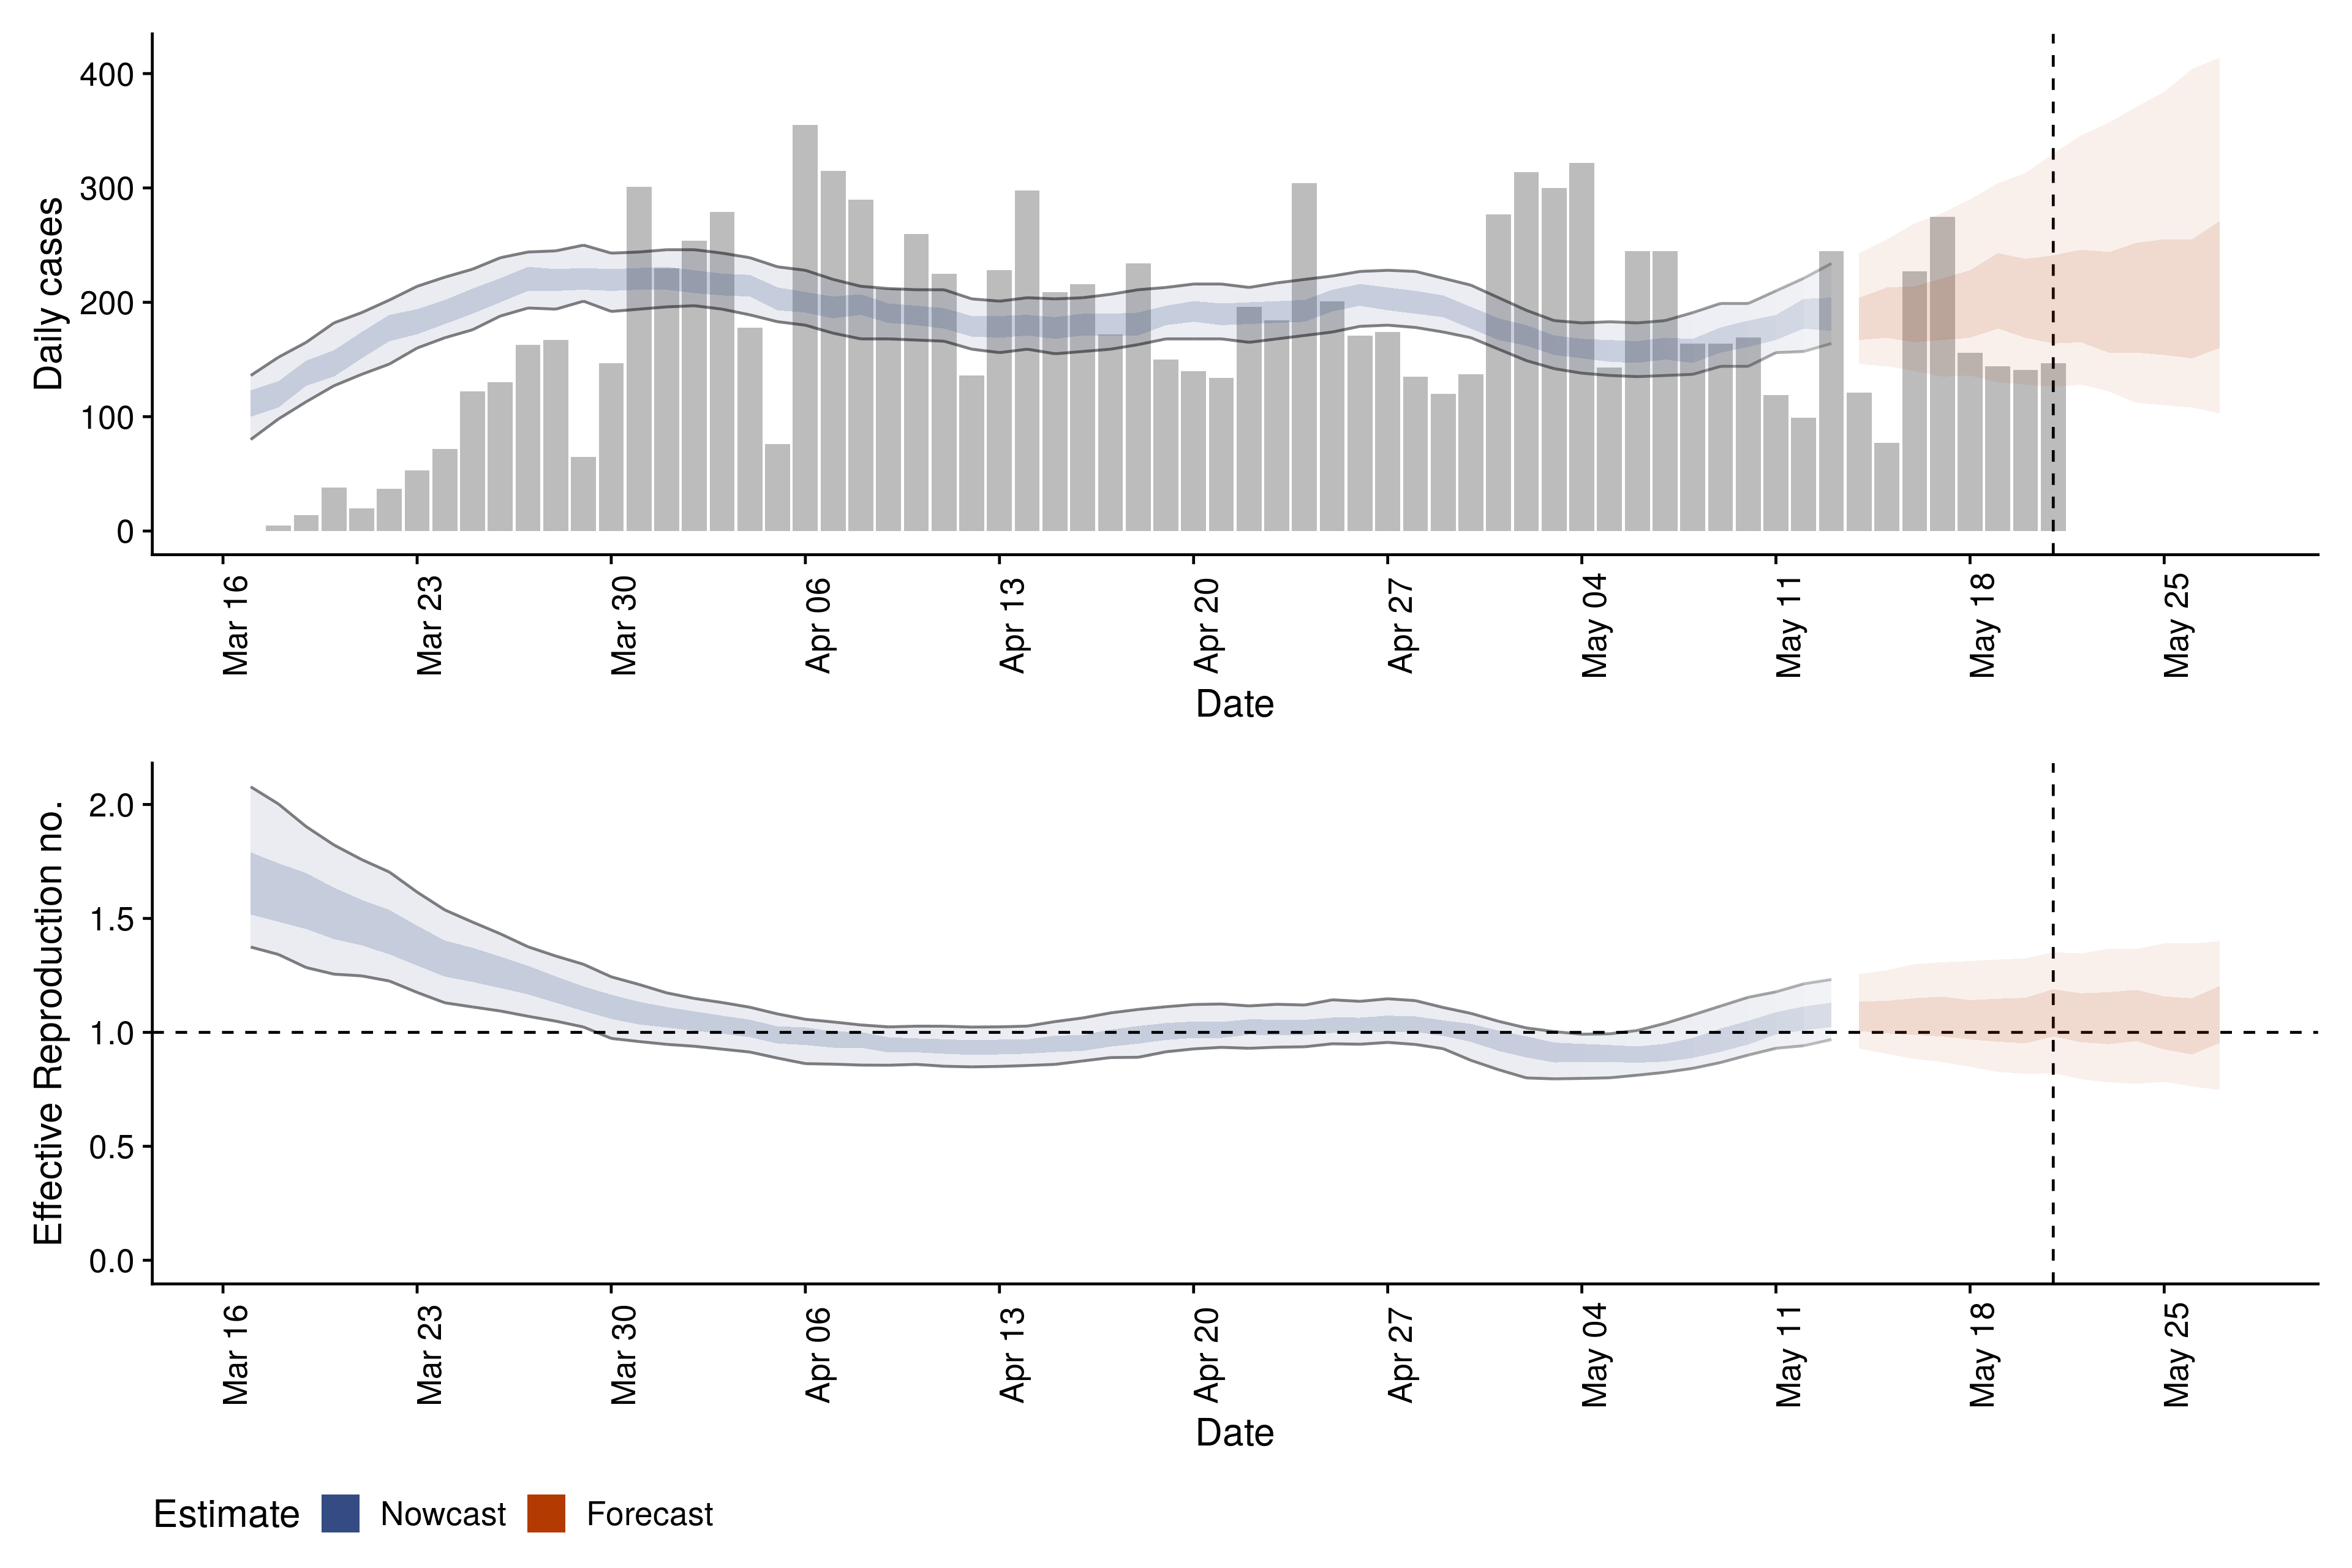 Daily cases
400
300
200
100
0
Mar 16
Mar 23
Mar 30
Apr 06
Apr 13
Apr 20
Apr 27
May 04
May 11
May 18
May 25
Date
Effective Reproduction no.
2.0
1.5
1.0
0.5
0.0
Mar 16
Mar 23
Mar 30
Apr 06
Apr 13
Apr 20
Apr 27
May 04
May 11
May 18
May 25
Date
Estimate Nowcast Forecast